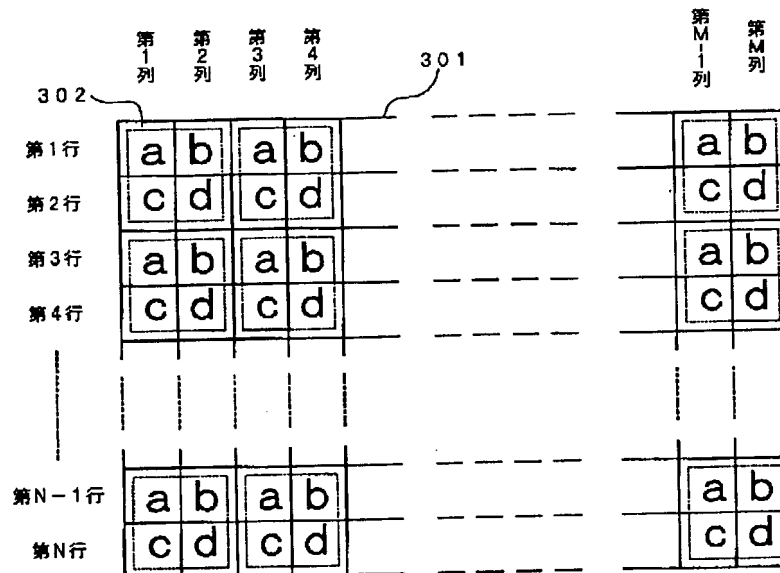 第1列 第2列 第3列 第4列 第M-1列 第M列
302 301
第1行 a b a b a b
第2行 c d c d c d
第3行 a b a b a b
第4行 c d c d c d
第N-1行 a b a b a b
第N行 c d c d c d